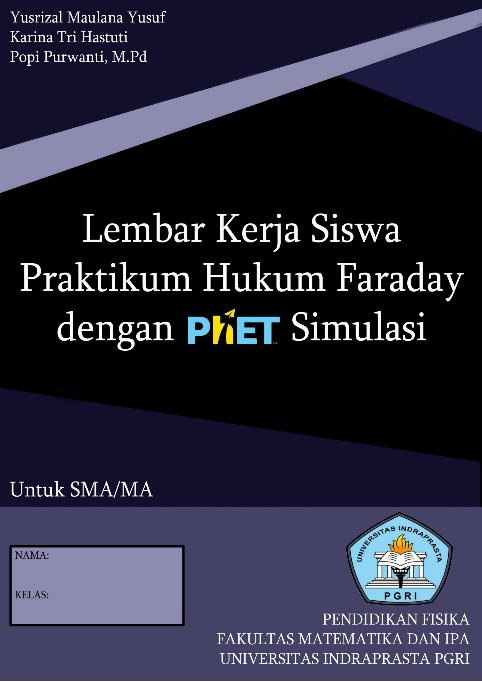 Yusrizal Maulana Yusuf
Karina Tri Hastuti
Popi Purwanti, M.Pd
Lembar Kerja Siswa
Praktikum Hukum Faraday
dengan PhET Simulasi
Untuk SMA/MA
NAMA:
KELAS:
UNIVERSITAS INDRAPRASTA
PGRI
PENDIDIKAN FISIKA
FAKULTAS MATEMATIKA DAN IPA
UNIVERSITAS INDRAPRASTA PGRI